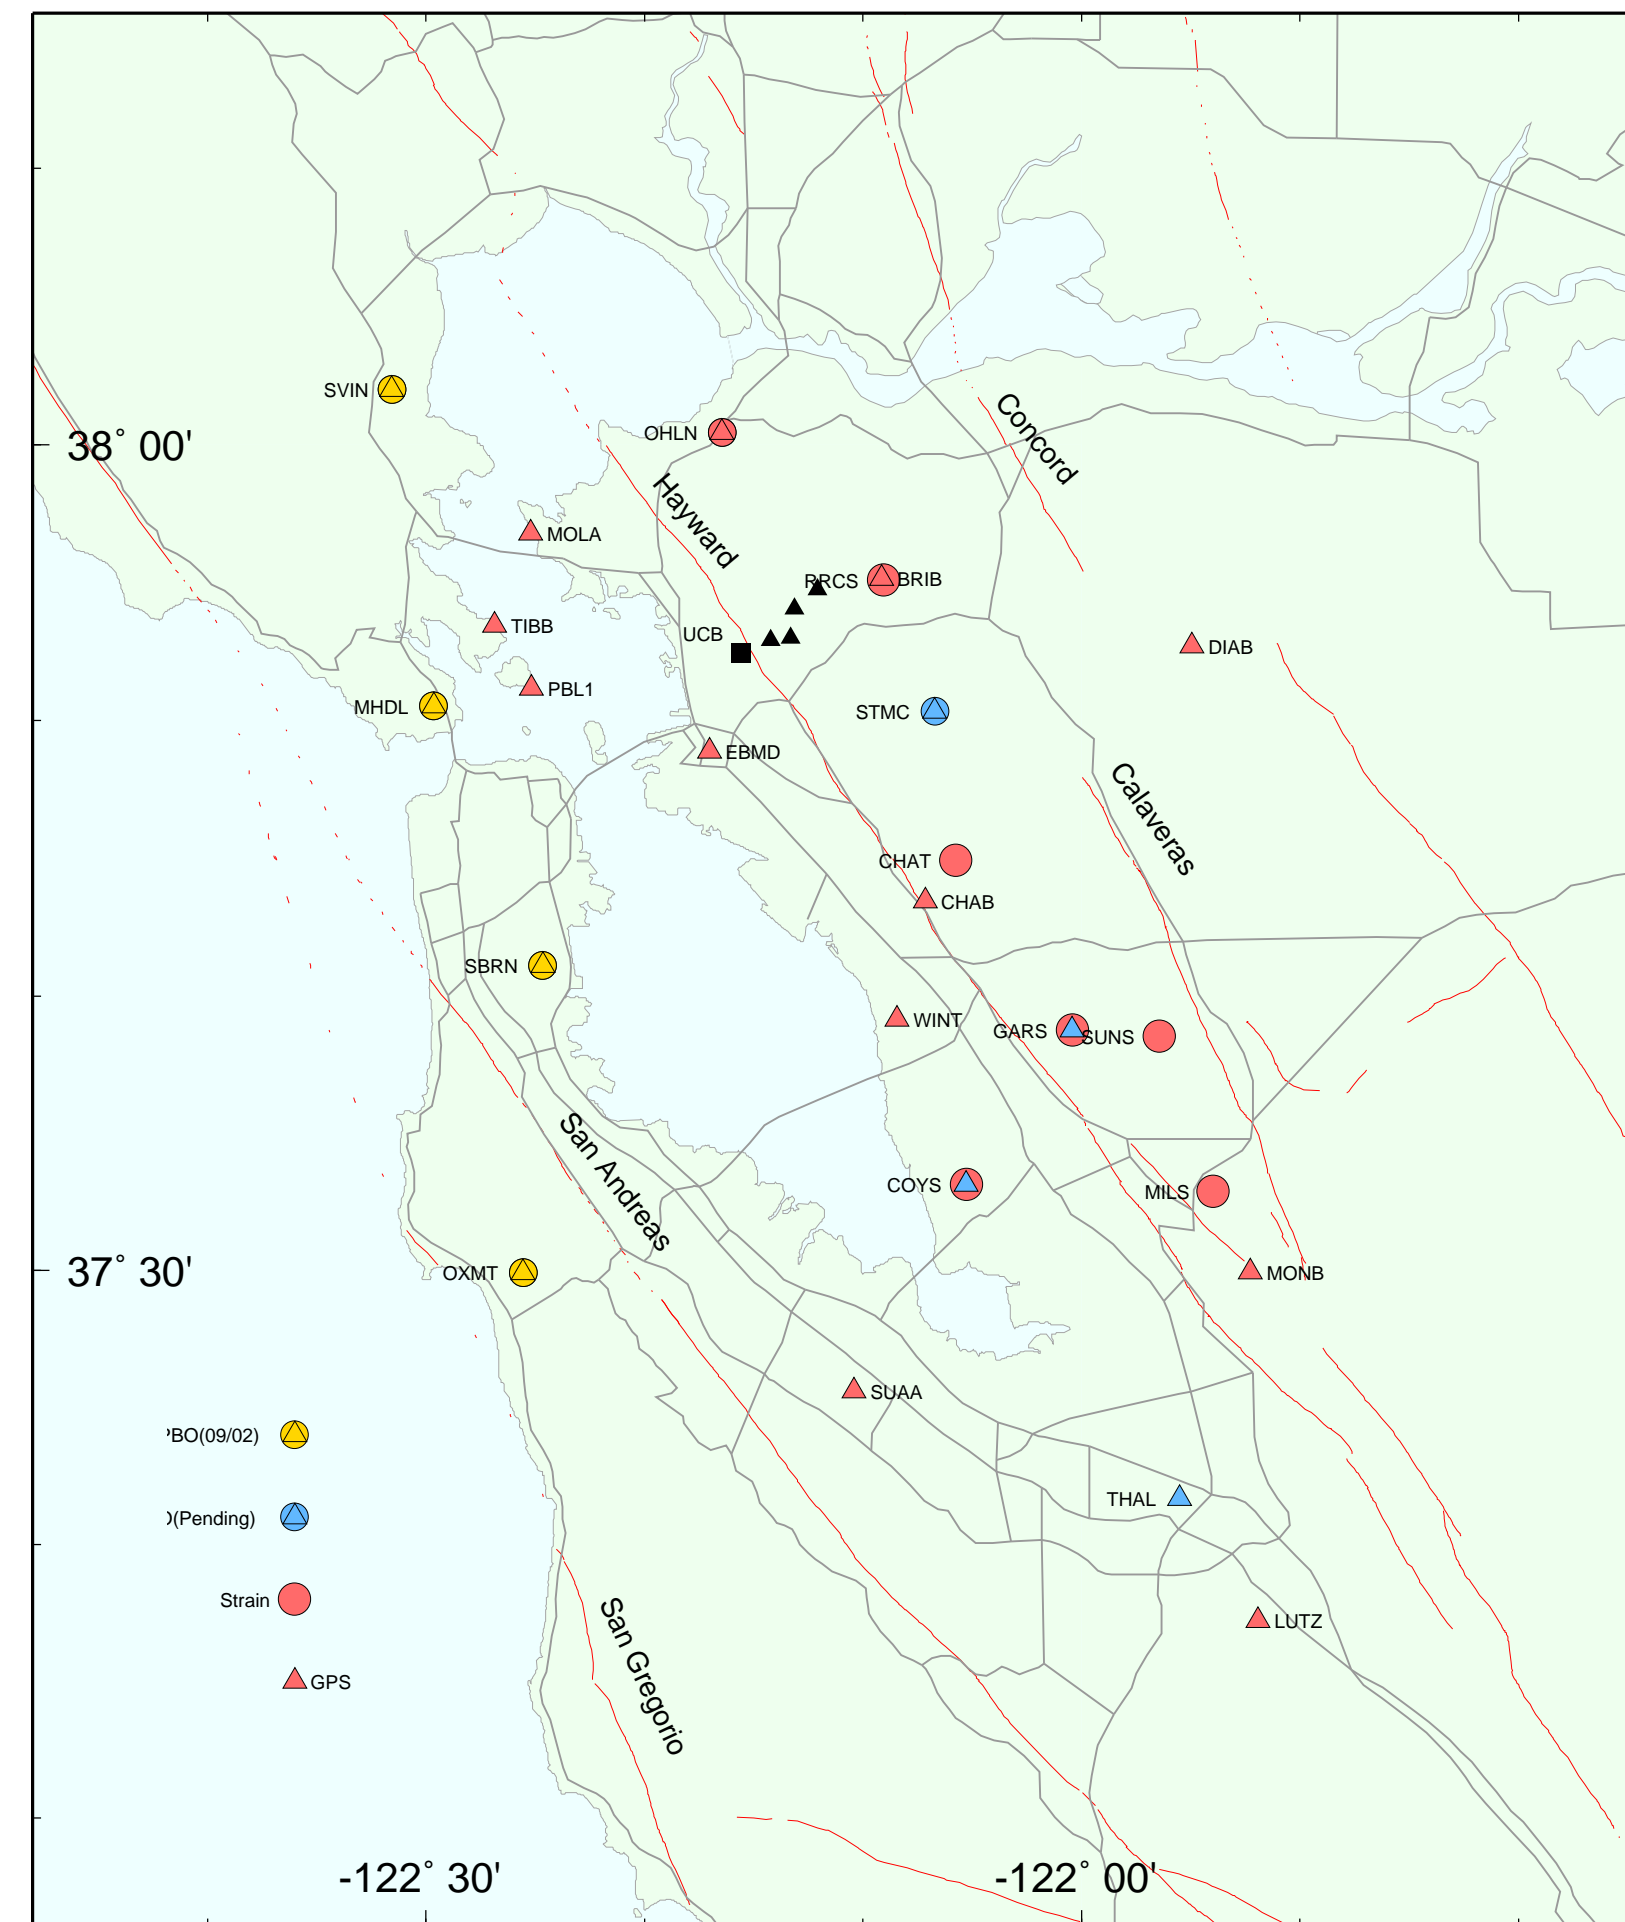 SVIN
38° 00'
OHLN
Concord
Hayward
MOLA
RRCS
BRIB
TIBB
UCB
DIAB
PBL1
MHDL
STMC
EBMD
Calaveras
CHAT
CHAB
SBRN
WINT
GARS
SUNS
San Andreas
COYS
MILS
37° 30'
OXMT
MONB
SUAA
PBO(09/02)
THAL
(Pending)
Strain
LUTZ
San Gregorio
GPS
-122° 30'
-122° 00'